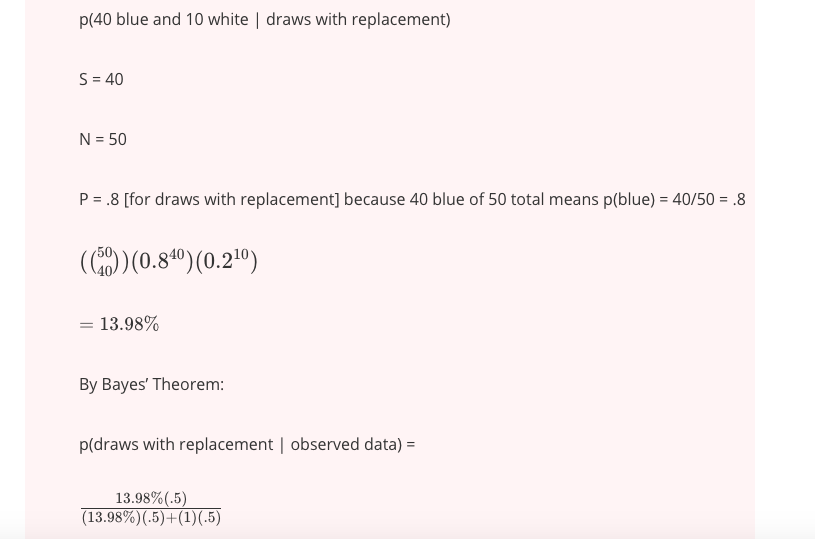 p(40 blue and 10 white | draws with replacement)
S = 40
N = 50
P = .8 [for draws with replacement] because 40 blue of 50 total means p(blue) = 40/50 = .8
((\binom{50}{40}))(0.8^{40})(0.2^{10})
= 13.98%
By Bayes’ Theorem:
p(draws with replacement | observed data) =
\frac{13.98%(.5)}{(13.98%)(.5)+(1)(.5)}